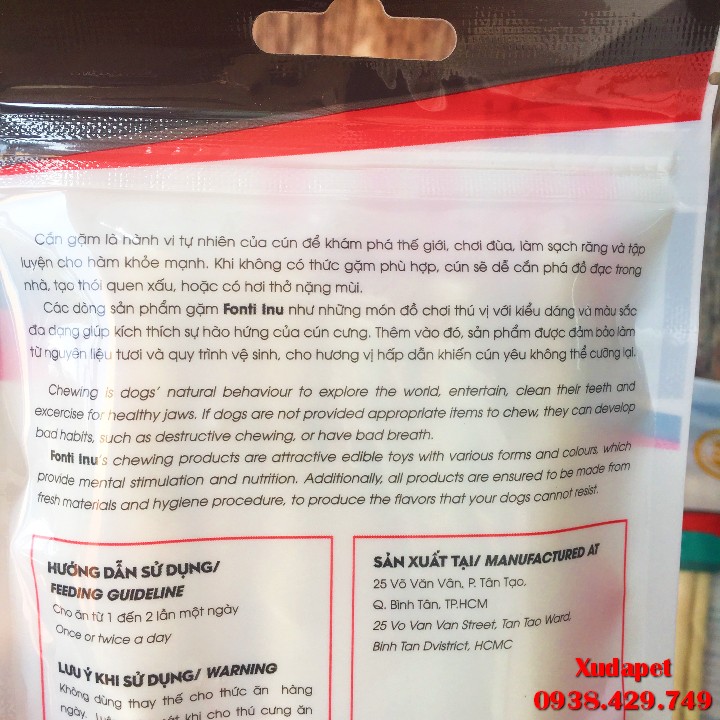 Cắn gặm là hành vi tự nhiên của cún để khám phá thế giới, chơi đùa, làm sạch răng và tập
luyện cho hàm khỏe mạnh. Khi không có thức gặm phù hợp, cún sẽ dễ cắn phá đồ đạc trong
nhà, tạo thói quen xấu, hoặc có hơi thở nặng mùi.
Các dòng sản phẩm gặm Fonti Inu như những món đồ chơi thú vị với kiểu dáng và màu sắc
đa dạng giúp kích thích sự hào hứng của cún cưng. Thêm vào đó, sản phẩm được đảm bảo làm
từ nguyên liệu tươi và quy trình vệ sinh, cho hương vị hấp dẫn khiến cún yêu không thể cưỡng lại.
Chewing is dogs' natural behaviour to explore the world, entertain, clean their teeth and
excercise for healthy jaws. If dogs are not provided appropriate items to chew, they can develop
bad habits, such as destructive chewing, or have bad breath.
Fonti Inu's chewing products are attractive edible toys with various forms and colours, which
provide mental stimulation and nutrition. Additionally, all products are ensured to be made from
fresh materials and hygiene procedure, to produce the flavors that your dogs cannot resist.
HƯỚNG DẪN SỬ DỤNG/
FEEDING GUIDELINE
Cho ăn từ 1 đến 2 lần một ngày
Once or twice a day
LƯU Ý KHI SỬ DỤNG/ WARNING
Không dùng thay thế cho thức ăn hàng
ngày. khi cho thú cưng ăn
SẢN XUẤT TẠI/ MANUFACTURED AT
25 Võ Văn Vân, P. Tân Tạo,
Q. Bình Tân, TP.HCM
25 Vo Van Van Street, Tan Tao Ward,
Binh Tan Dvistrict, HCMC
Xudapet
0938.429.749